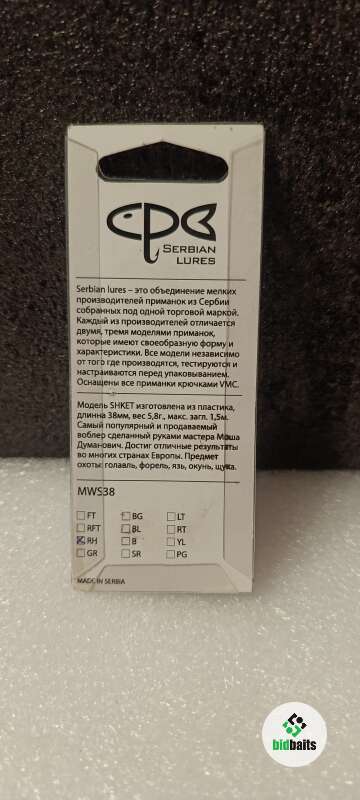 СРБ
SERBIAN
LURES
Serbian lures – это объединение мелких
производителей приманок из Сербии
собранных под одной торговой маркой.
Каждый из производителей отличается
двумя, тремя моделями приманок,
которые имеют своеобразную форму и
характеристики. Все модели независимо
от того где производятся, тестируются и
настраиваются перед упаковыванием.
Оснащены все приманки крючками VMC.
Модель SHKET изготовлена из пластика,
длинна 38мм, вес 5,8г., макс. загл. 1,5м.
Самый популярный и продаваемый
воблер сделанный руками мастера Моша
Думанович. Достиг отличные результаты
во многих странах Европы. Предмет
охоты: голавль, форель, язь, окунь, щука.
MWS38
FT BG LT
RFT BL RT
RH B YL
GR SR PG
MADE IN SERBIA
bidbaits